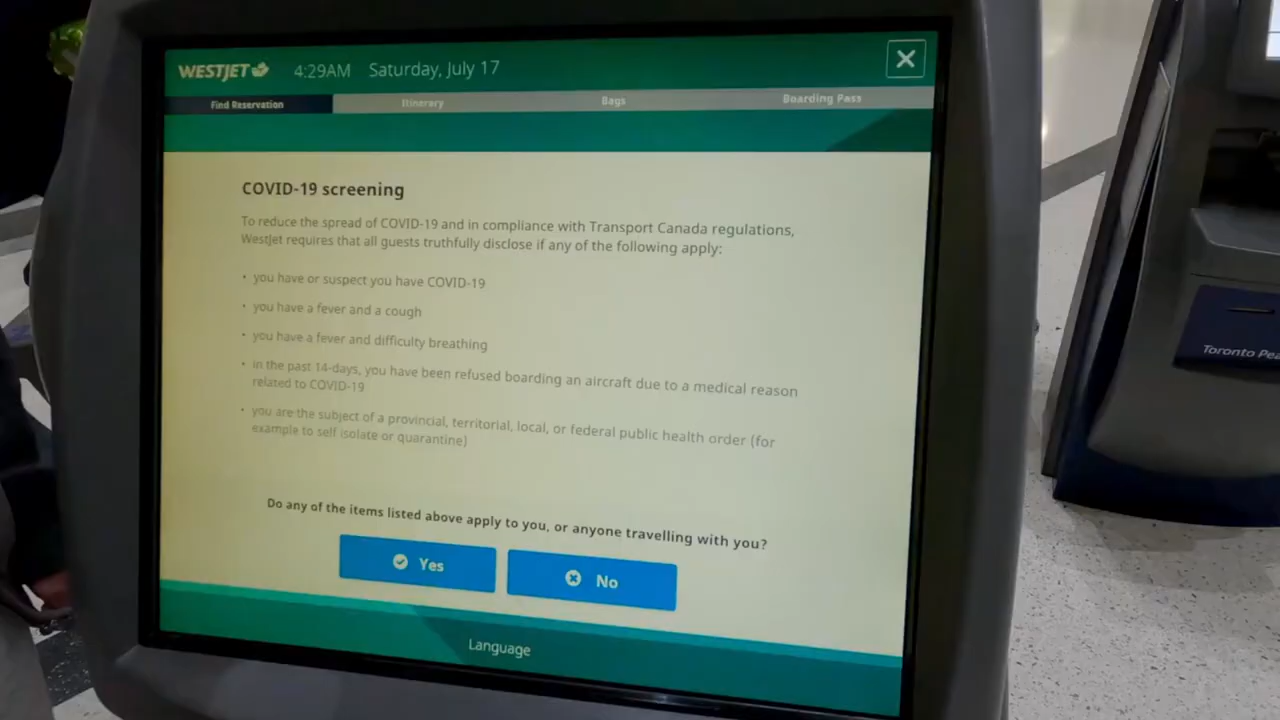 WESTJET 4:29AM Saturday, July 17
Find Reservation Itinerary Bags Boarding Pass
COVID-19 screening
To reduce the spread of COVID-19 and in compliance with Transport Canada regulations,
WestJet requires that all guests truthfully disclose if any of the following apply:
• you have or suspect you have COVID-19
• you have a fever and a cough
• you have a fever and difficulty breathing
• in the past 14-days, you have been refused boarding an aircraft due to a medical reason
related to COVID-19
• you are the subject of a provincial, territorial, local, or federal public health order (for
example to self isolate or quarantine)
Do any of the items listed above apply to you, or anyone travelling with you?
Yes No
Language
Toronto